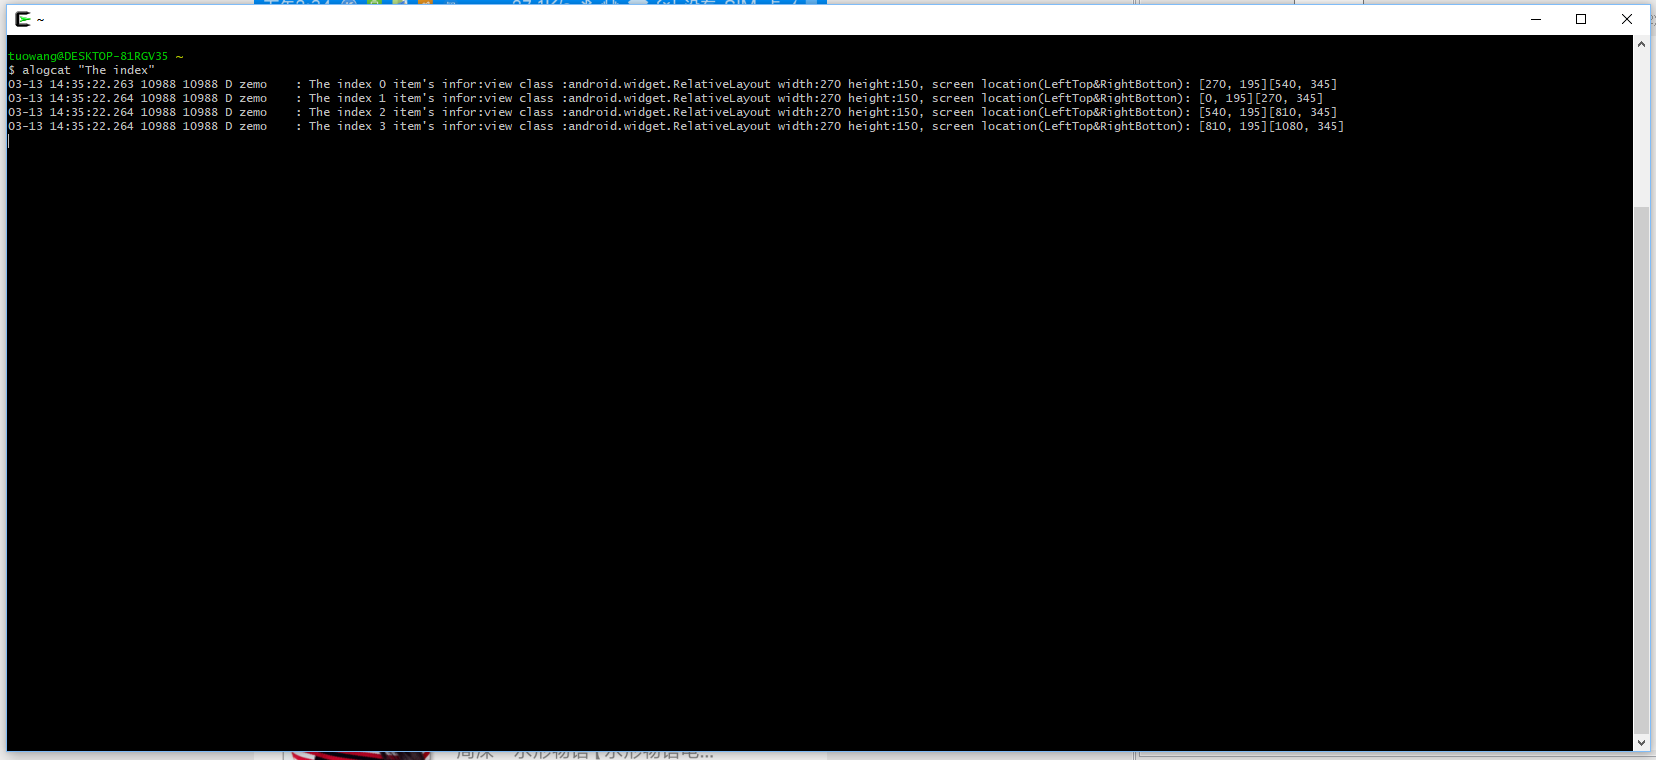 ~
tuowang@DESKTOP-81RGV35 ~
$ alogcat "The index"
03-13 14:35:22.263 10988 10988 D zemo    : The index 0 item's infor:view class :android.widget.RelativeLayout width:270 height:150, screen location(LeftTop&RightBotton): [270, 195][540, 345]
03-13 14:35:22.264 10988 10988 D zemo    : The index 1 item's infor:view class :android.widget.RelativeLayout width:270 height:150, screen location(LeftTop&RightBotton): [0, 195][270, 345]
03-13 14:35:22.264 10988 10988 D zemo    : The index 2 item's infor:view class :android.widget.RelativeLayout width:270 height:150, screen location(LeftTop&RightBotton): [540, 195][810, 345]
03-13 14:35:22.264 10988 10988 D zemo    : The index 3 item's infor:view class :android.widget.RelativeLayout width:270 height:150, screen location(LeftTop&RightBotton): [810, 195][1080, 345]